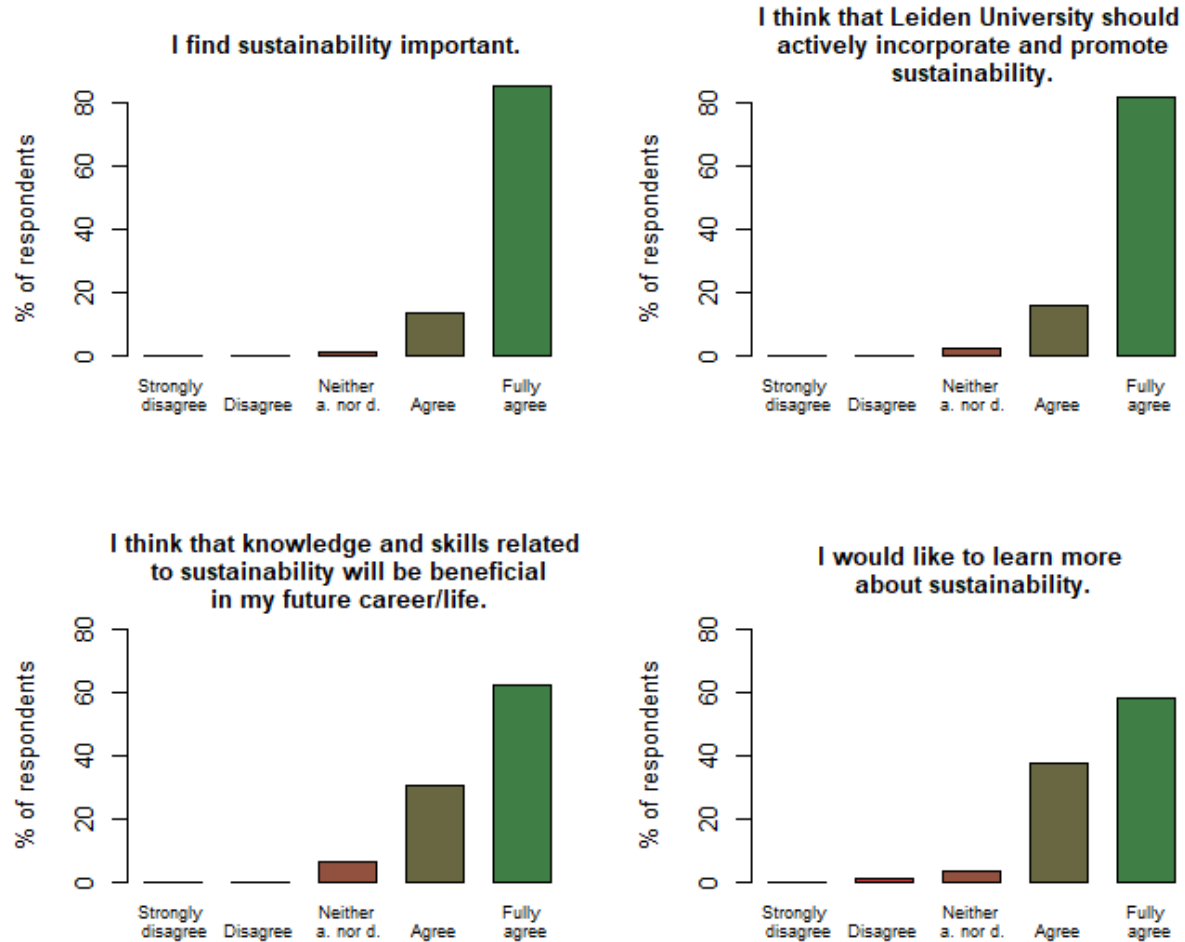 I find sustainability important.
% of respondents
80
60
40
20
0
Strongly
disagree
Disagree
Neither
a. nor d.
Agree
Fully
agree
I think that Leiden University should
actively incorporate and promote
sustainability.
% of respondents
80
60
40
20
0
Strongly
disagree
Disagree
Neither
a. nor d.
Agree
Fully
agree
I think that knowledge and skills related
to sustainability will be beneficial
in my future career/life.
% of respondents
80
60
40
20
0
Strongly
disagree
Disagree
Neither
a. nor d.
Agree
Fully
agree
I would like to learn more
about sustainability.
% of respondents
80
60
40
20
0
Strongly
disagree
Disagree
Neither
a. nor d.
Agree
Fully
agree